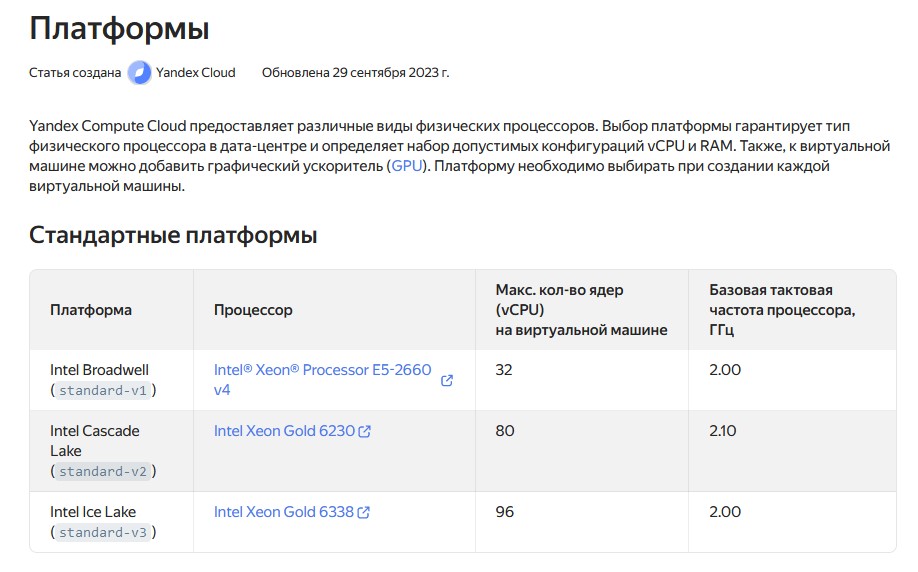 Платформы
Статья создана Yandex Cloud Обновлена 29 сентября 2023 г.
Yandex Compute Cloud предоставляет различные виды физических процессоров. Выбор платформы гарантирует тип
физического процессора в дата-центре и определяет набор допустимых конфигураций vCPU и RAM. Также, к виртуальной
машине можно добавить графический ускоритель (GPU). Платформу необходимо выбирать при создании каждой
виртуальной машины.
Стандартные платформы
Платформа
Процессор
Макс. кол-во ядер
(vCPU)
на виртуальной машине
Базовая тактовая
частота процессора,
ГГц
Intel Broadwell
(standard-v1)
Intel® Xeon® Processor E5-2660
v4
32
2.00
Intel Cascade
Lake
(standard-v2)
Intel Xeon Gold 6230
80
2.10
Intel Ice Lake
(standard-v3)
Intel Xeon Gold 6338
96
2.00